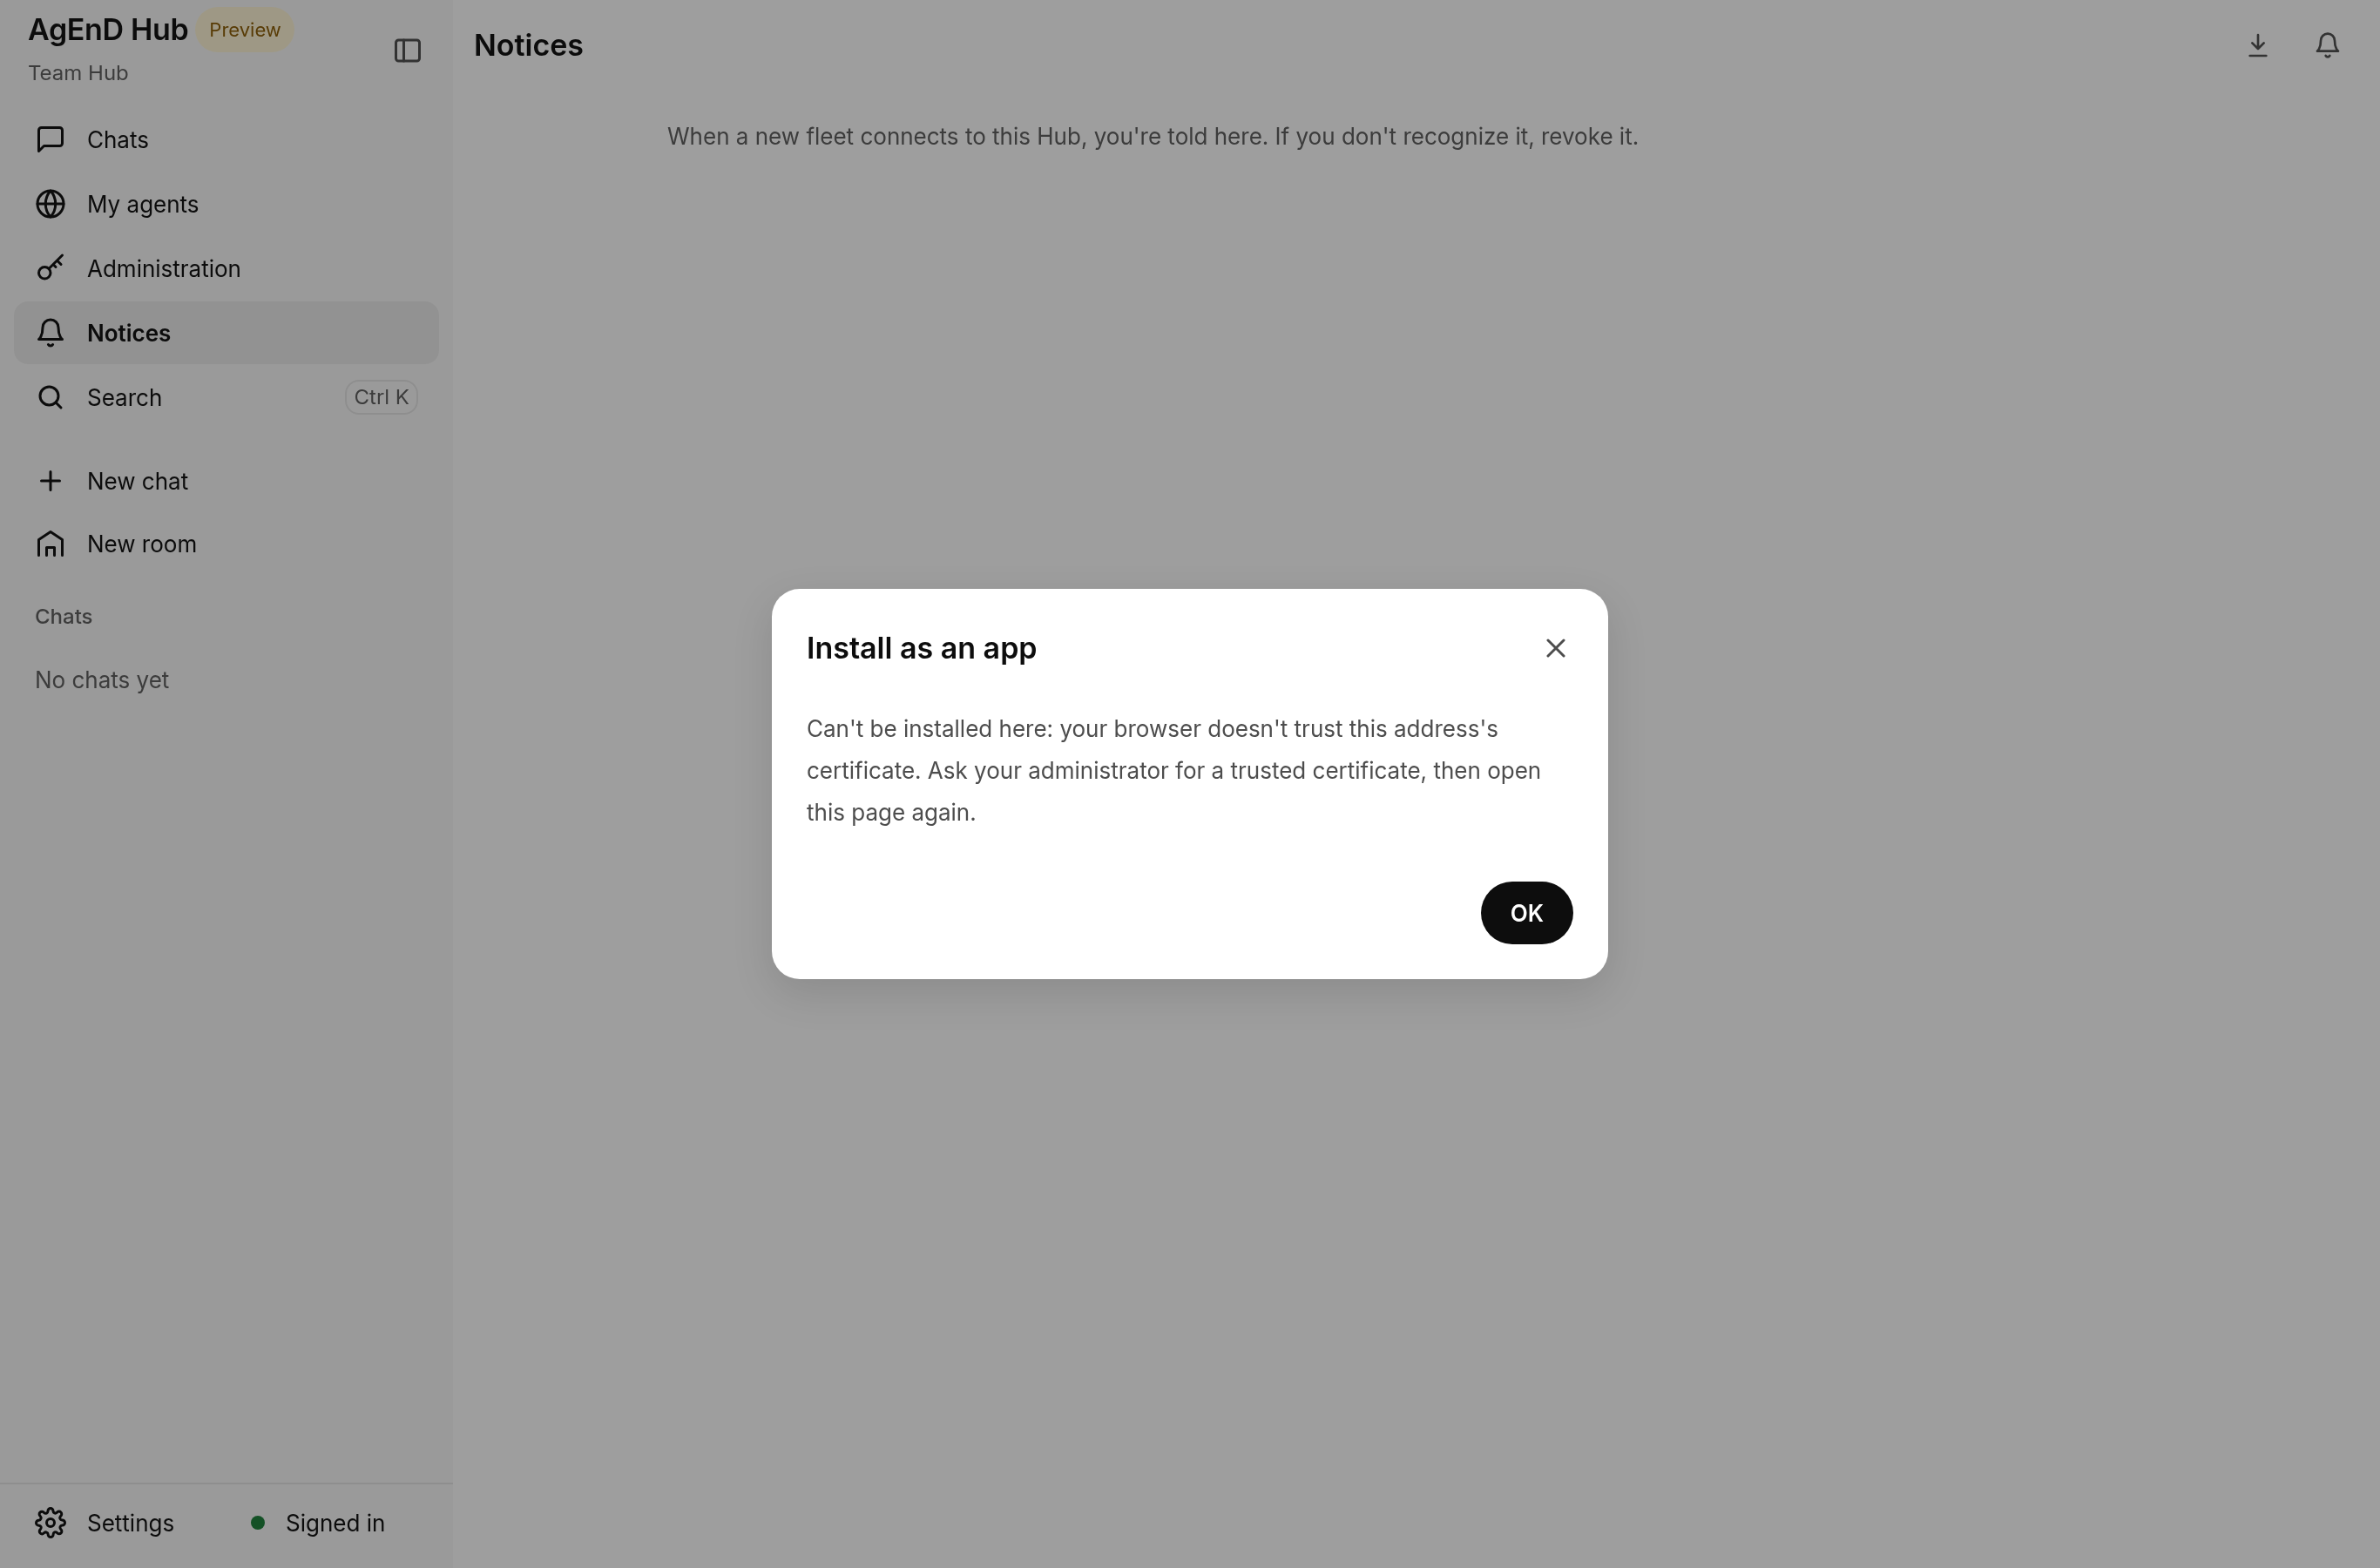 AgEnD Hub Preview
Team Hub
Chats
My agents
Administration
Notices
Search Ctrl K
New chat
New room
Chats
No chats yet
Settings Signed in
Notices
When a new fleet connects to this Hub, you're told here. If you don't recognize it, revoke it.
Install as an app
Can't be installed here: your browser doesn't trust this address's
certificate. Ask your administrator for a trusted certificate, then open
this page again.
OK